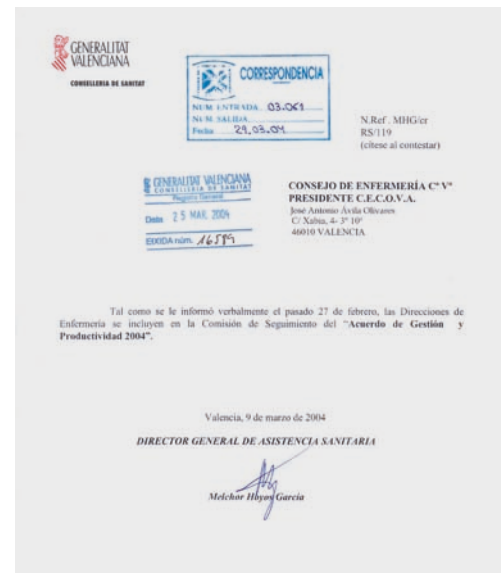 GENERALITAT
VALENCIANA
CONSELLERIA DE SANITAT
CORRESPONDENCIA
NUM ENTRADA 03.061
NUM. SALIDA
Fecha 29.03.04
N.Ref. MHG/er
RS/119
(cítese al contestar)
GENERALITAT VALENCIANA
CONSELLERIA DE SANITAT
Registre General
Data 25 MAR. 2004
EIXIDA núm.
CONSEJO DE ENFERMERÍA Cª Vª
PRESIDENTE C.E.C.O.V.A.
José Antonio Ávila Olivares
C/ Xabia, 4- 3º 10ª
46010 VALENCIA
Tal como se le informó verbalmente el pasado 27 de febrero, las Direcciones de
Enfermería se incluyen en la Comisión de Seguimiento del "Acuerdo de Gestión y
Productividad 2004".
Valencia, 9 de marzo de 2004
DIRECTOR GENERAL DE ASISTENCIA SANITARIA
Melchor Hoyos García